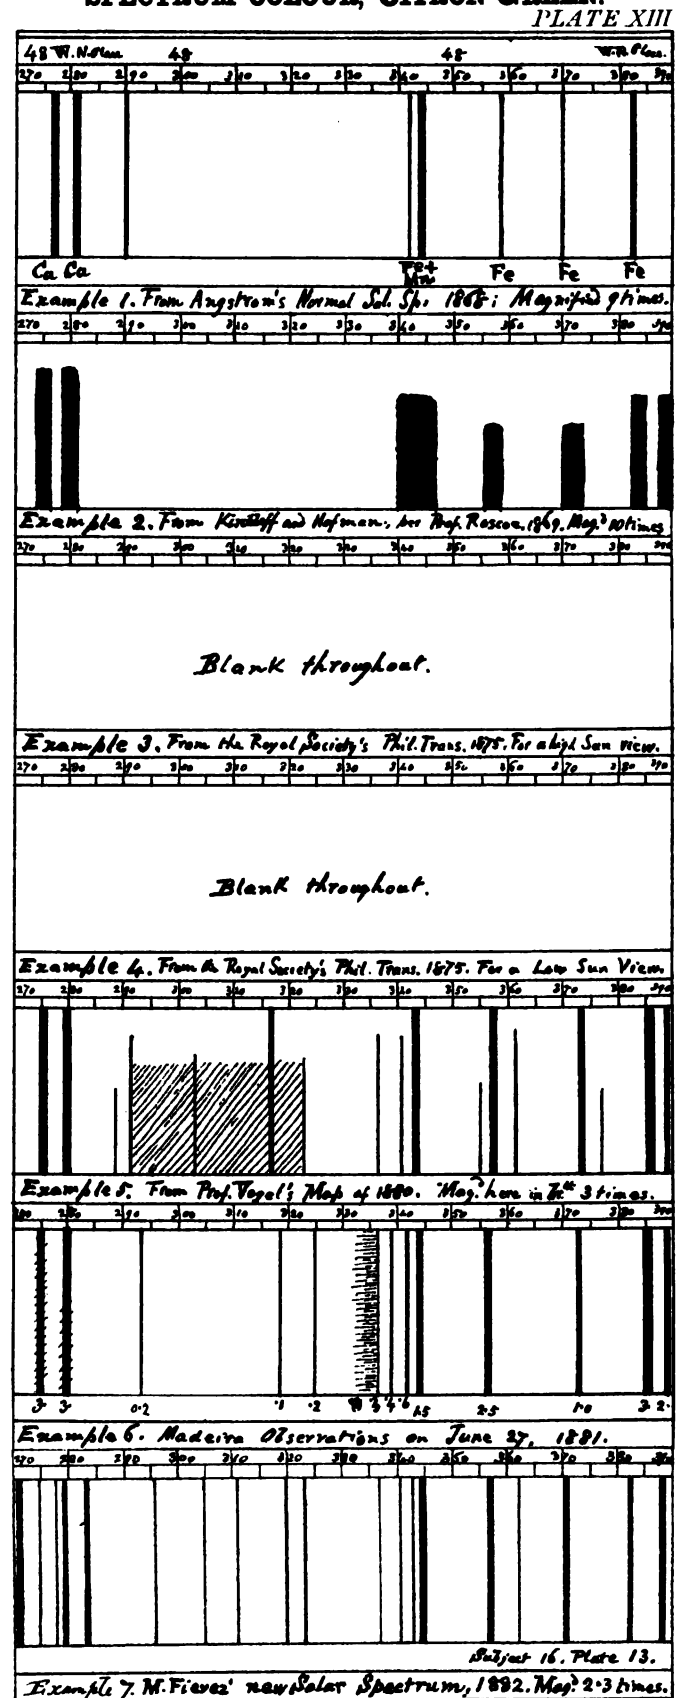 SPECTRUM COLOUR, CITRON GREEN.
PLATE XIII
48 W.N. Place 48 48 W.N. Place.
270 280 290 300 310 320 330 340 350 360 370 380 390
Ca Ca Fe+ Mn Fe Fe Fe
Example 1. From Angstrom's Normal Sol. Sp. 1868; Magnified 9 times.
270 280 290 300 310 320 330 340 350 360 370 380 390
Example 2. From Kirchhoff and Hofman, per Prof. Roscoe, 1869. Mag.d 10 times
270 280 290 300 310 320 330 340 350 360 370 380 390
Blank throughout.
Example 3. From the Royal Society's Phil. Trans. 1875. For a high Sun view.
270 280 290 300 310 320 330 340 350 360 370 380 390
Blank throughout.
Example 4. From the Royal Society's Phil. Trans. 1875. For a Low Sun View.
270 280 290 300 310 320 330 340 350 360 370 380 390
Example 5. From Prof. Vogel's Map of 1880. Mag.d here in 3 times.
280 290 300 310 320 330 340 350 360 370 380 390
3· 3· 0·2 ·1 ·2 1·5 2·5 1·0 3· 2·
Example 6. Madeira Observations on June 27, 1881.
270 280 290 300 310 320 330 340 350 360 370 380 390
Subject 16. Plate 13.
Example 7. M. Fievez' new Solar Spectrum, 1882. Mag.d 2·3 times.